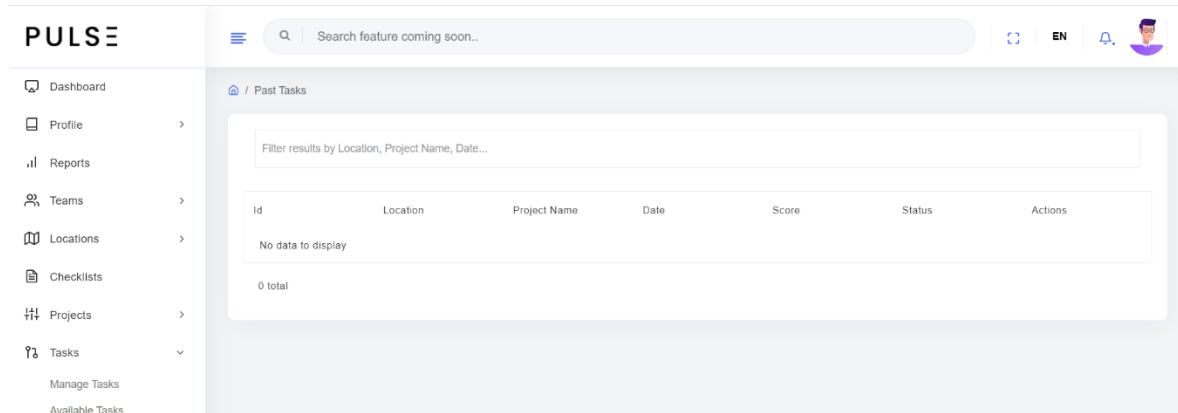 PULSE
Search feature coming soon..
EN
Dashboard
Profile
Reports
Teams
Locations
Checklists
Projects
Tasks
Manage Tasks
Available Tasks
/ Past Tasks
Filter results by Location, Project Name, Date...
Id Location Project Name Date Score Status Actions
No data to display
0 total